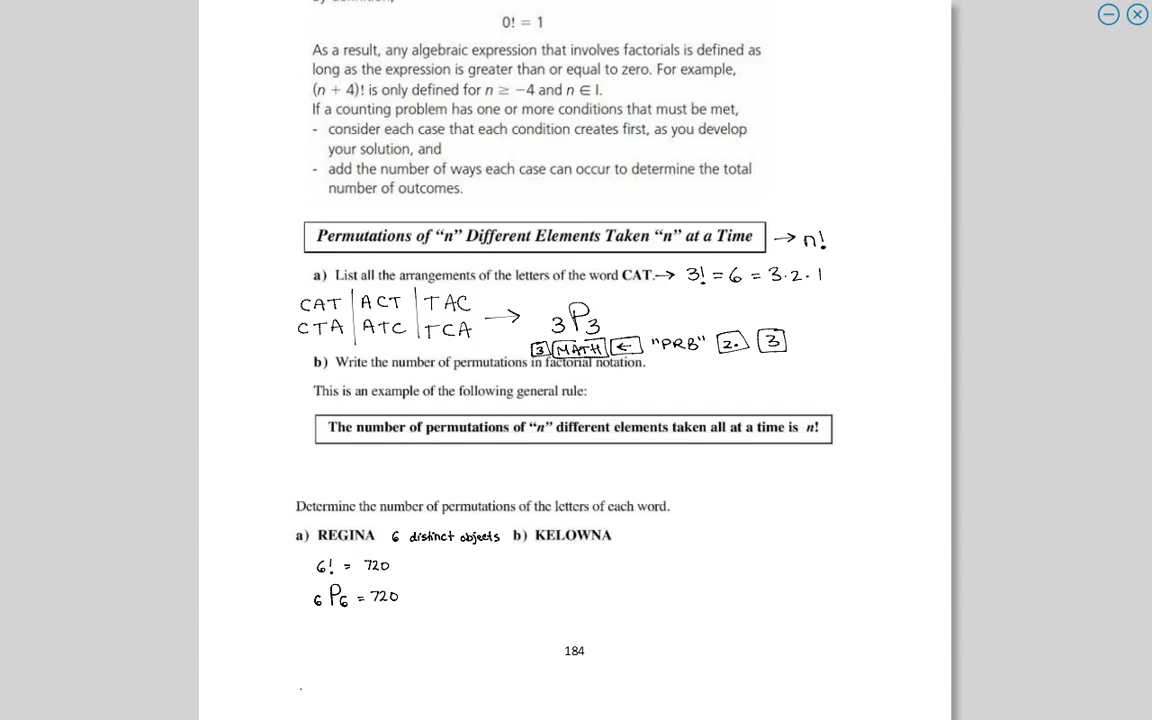 0! = 1
As a result, any algebraic expression that involves factorials is defined as
long as the expression is greater than or equal to zero. For example,
(n + 4)! is only defined for n ≥ −4 and n ∈ I.
If a counting problem has one or more conditions that must be met,
- consider each case that each condition creates first, as you develop
your solution, and
- add the number of ways each case can occur to determine the total
number of outcomes.
Permutations of “n” Different Elements Taken “n” at a Time → n!
a) List all the arrangements of the letters of the word CAT. → 3! = 6 = 3·2·1
CAT | ACT | TAC
CTA | ATC | TCA → 3P3
3 MATH ← "PRB" 2. 3
b) Write the number of permutations in factorial notation.
This is an example of the following general rule:
The number of permutations of “n” different elements taken all at a time is n!
Determine the number of permutations of the letters of each word.
a) REGINA 6 distinct objects b) KELOWNA
6! = 720
6P6 = 720
184